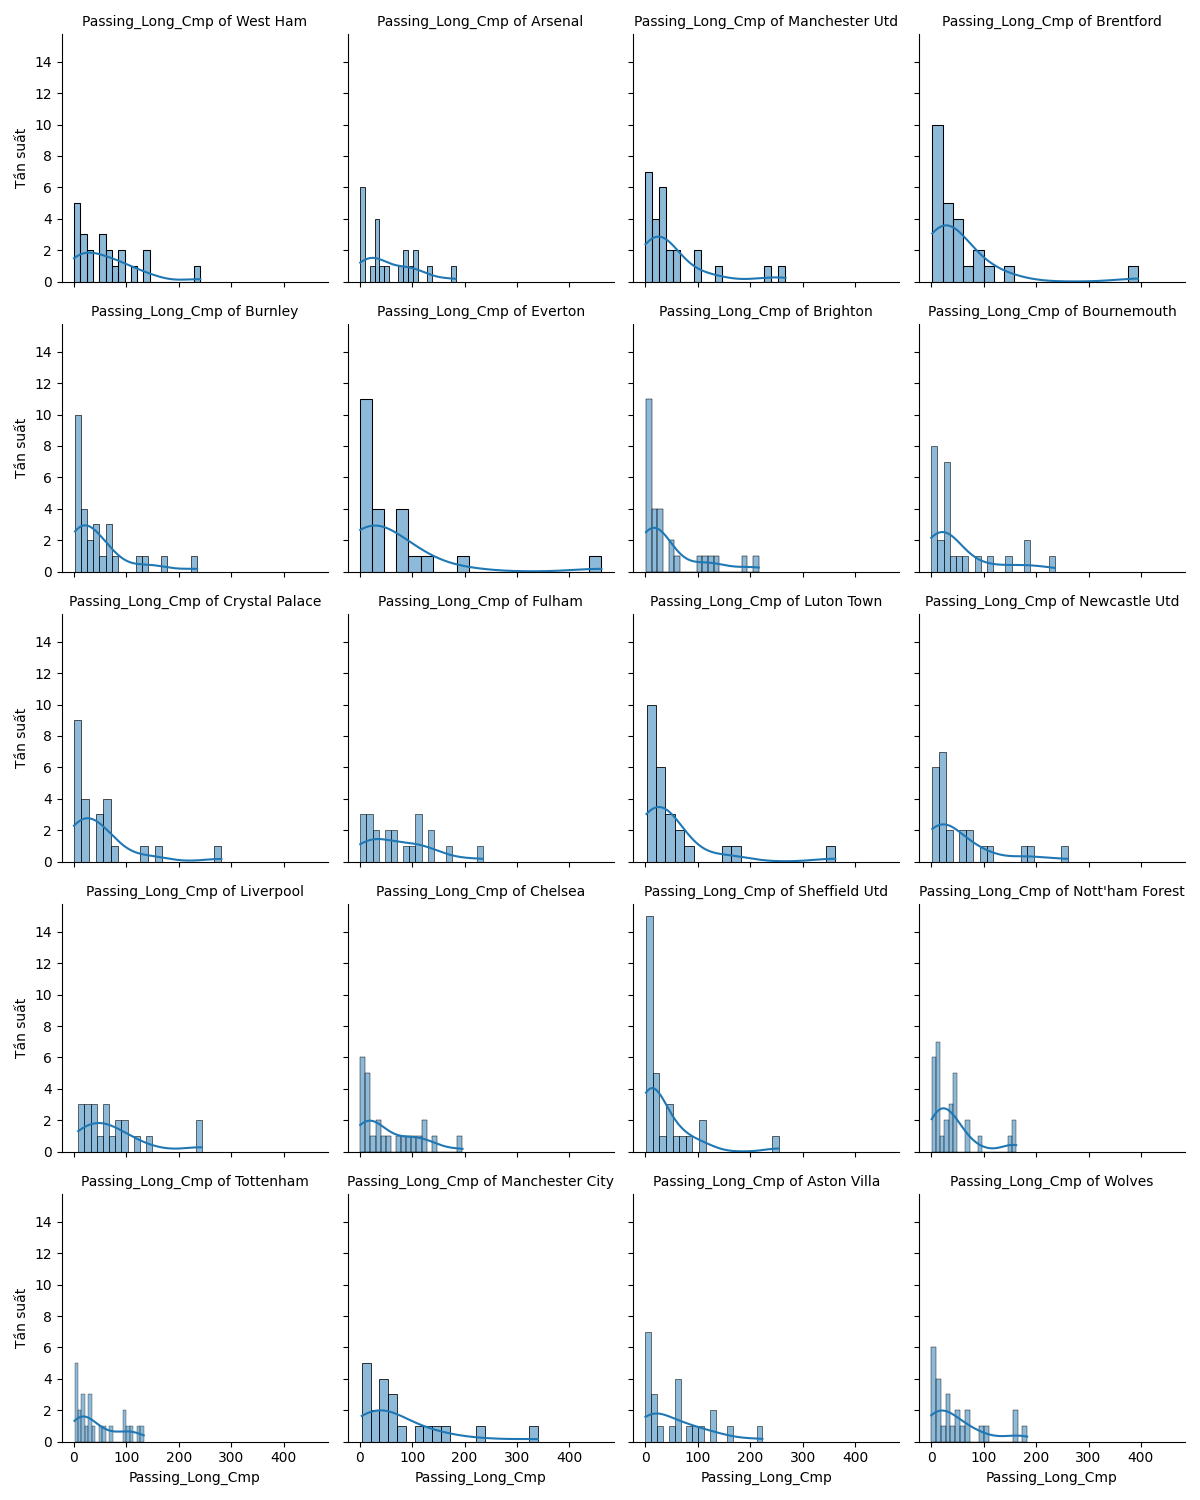 Passing_Long_Cmp of West Ham
Passing_Long_Cmp of Arsenal
Passing_Long_Cmp of Manchester Utd
Passing_Long_Cmp of Brentford
14
12
10
8
6
4
2
0
Tần suất
Passing_Long_Cmp of Burnley
Passing_Long_Cmp of Everton
Passing_Long_Cmp of Brighton
Passing_Long_Cmp of Bournemouth
14
12
10
8
6
4
2
0
Tần suất
Passing_Long_Cmp of Crystal Palace
Passing_Long_Cmp of Fulham
Passing_Long_Cmp of Luton Town
Passing_Long_Cmp of Newcastle Utd
14
12
10
8
6
4
2
0
Tần suất
Passing_Long_Cmp of Liverpool
Passing_Long_Cmp of Chelsea
Passing_Long_Cmp of Sheffield Utd
Passing_Long_Cmp of Nott'ham Forest
14
12
10
8
6
4
2
0
Tần suất
Passing_Long_Cmp of Tottenham
Passing_Long_Cmp of Manchester City
Passing_Long_Cmp of Aston Villa
Passing_Long_Cmp of Wolves
14
12
10
8
6
4
2
0
Tần suất
0 100 200 300 400
0 100 200 300 400
0 100 200 300 400
0 100 200 300 400
Passing_Long_Cmp
Passing_Long_Cmp
Passing_Long_Cmp
Passing_Long_Cmp